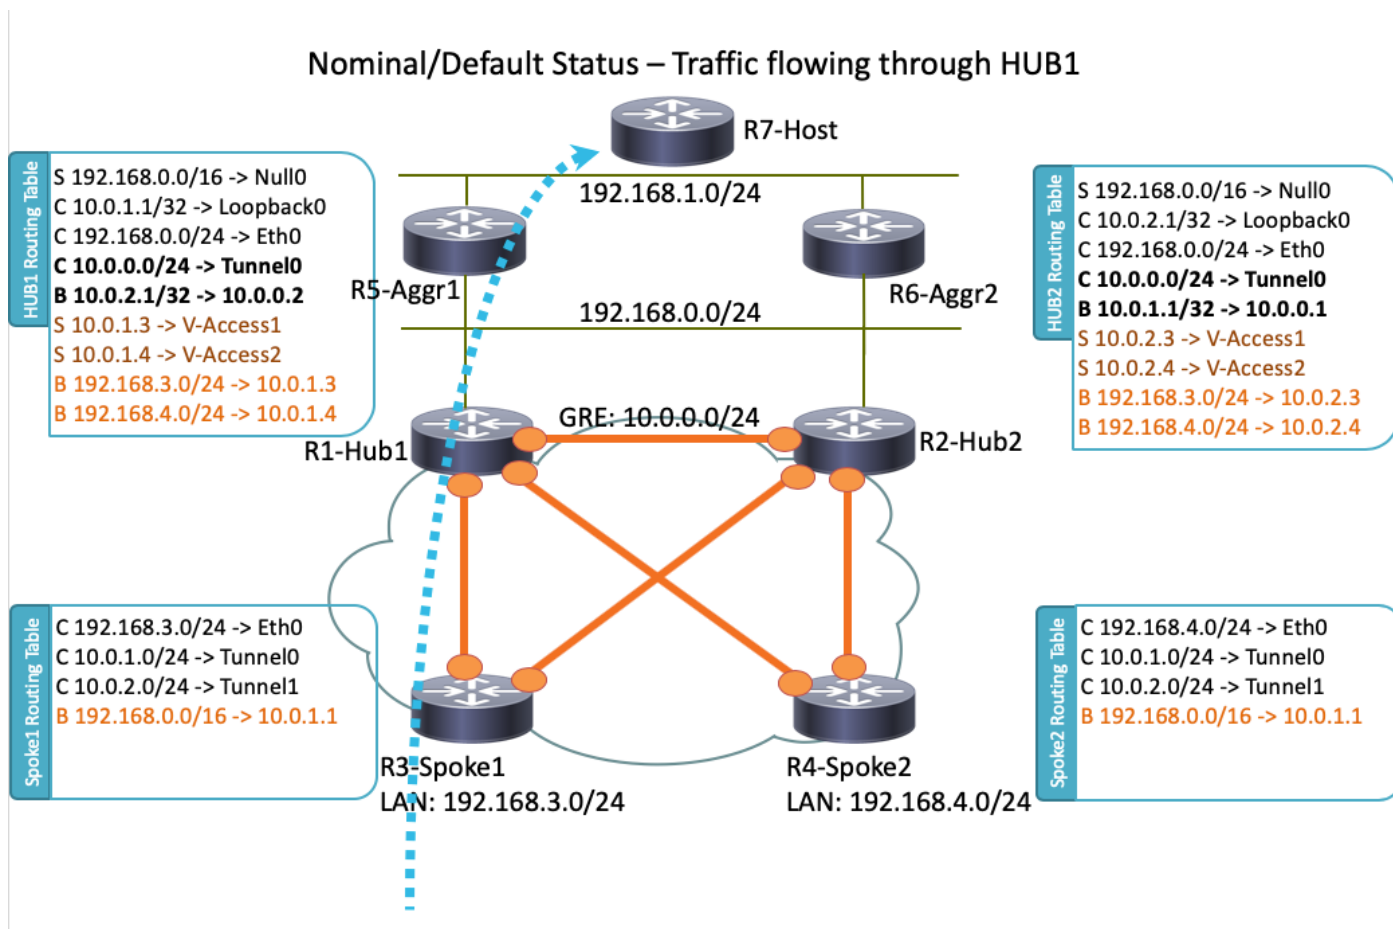 Nominal/Default Status – Traffic flowing through HUB1
R7-Host
192.168.1.0/24
HUB1 Routing Table
S 192.168.0.0/16 -> Null0
C 10.0.1.1/32 -> Loopback0
C 192.168.0.0/24 -> Eth0
C 10.0.0.0/24 -> Tunnel0
B 10.0.2.1/32 -> 10.0.0.2
S 10.0.1.3 -> V-Access1
S 10.0.1.4 -> V-Access2
B 192.168.3.0/24 -> 10.0.1.3
B 192.168.4.0/24 -> 10.0.1.4
HUB2 Routing Table
S 192.168.0.0/16 -> Null0
C 10.0.2.1/32 -> Loopback0
C 192.168.0.0/24 -> Eth0
C 10.0.0.0/24 -> Tunnel0
B 10.0.1.1/32 -> 10.0.0.1
S 10.0.2.3 -> V-Access1
S 10.0.2.4 -> V-Access2
B 192.168.3.0/24 -> 10.0.2.3
B 192.168.4.0/24 -> 10.0.2.4
R5-Aggr1
R6-Aggr2
192.168.0.0/24
GRE: 10.0.0.0/24
R1-Hub1
R2-Hub2
Spoke1 Routing Table
C 192.168.3.0/24 -> Eth0
C 10.0.1.0/24 -> Tunnel0
C 10.0.2.0/24 -> Tunnel1
B 192.168.0.0/16 -> 10.0.1.1
Spoke2 Routing Table
C 192.168.4.0/24 -> Eth0
C 10.0.1.0/24 -> Tunnel0
C 10.0.2.0/24 -> Tunnel1
B 192.168.0.0/16 -> 10.0.1.1
R3-Spoke1
LAN: 192.168.3.0/24
R4-Spoke2
LAN: 192.168.4.0/24